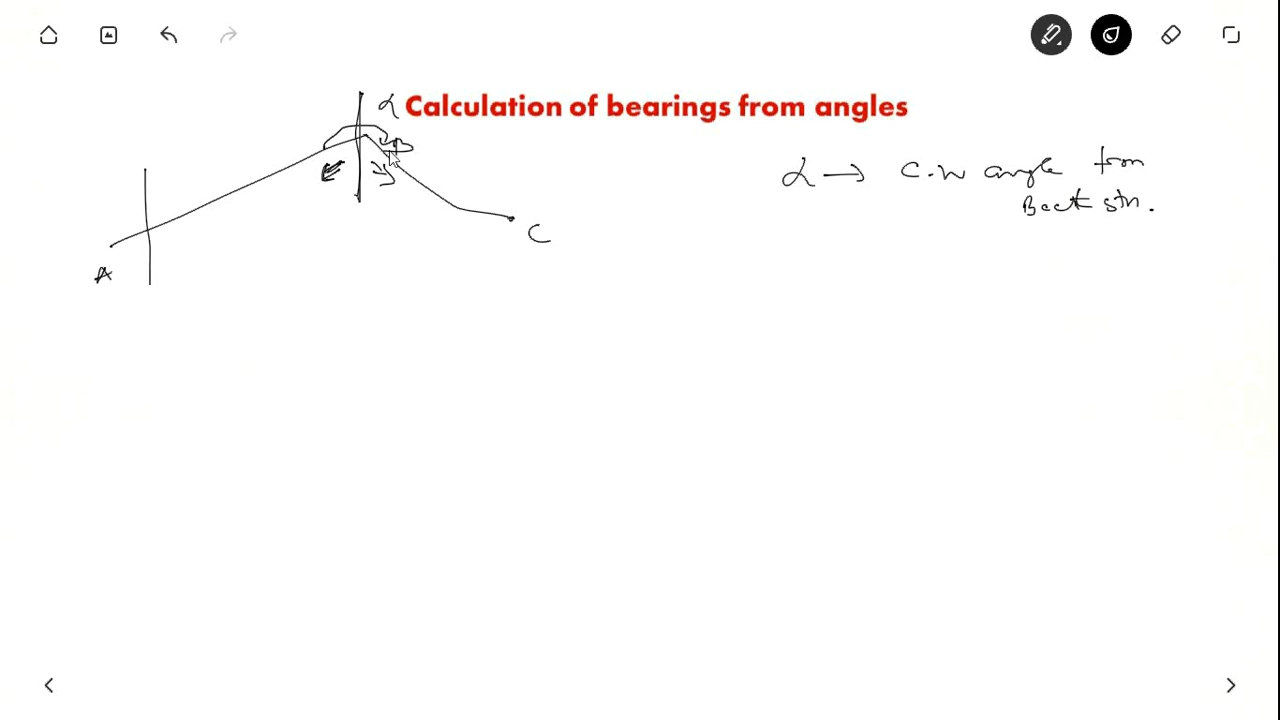 α Calculation of bearings from angles
α → C.W angle from
Back stn.
B
A
C